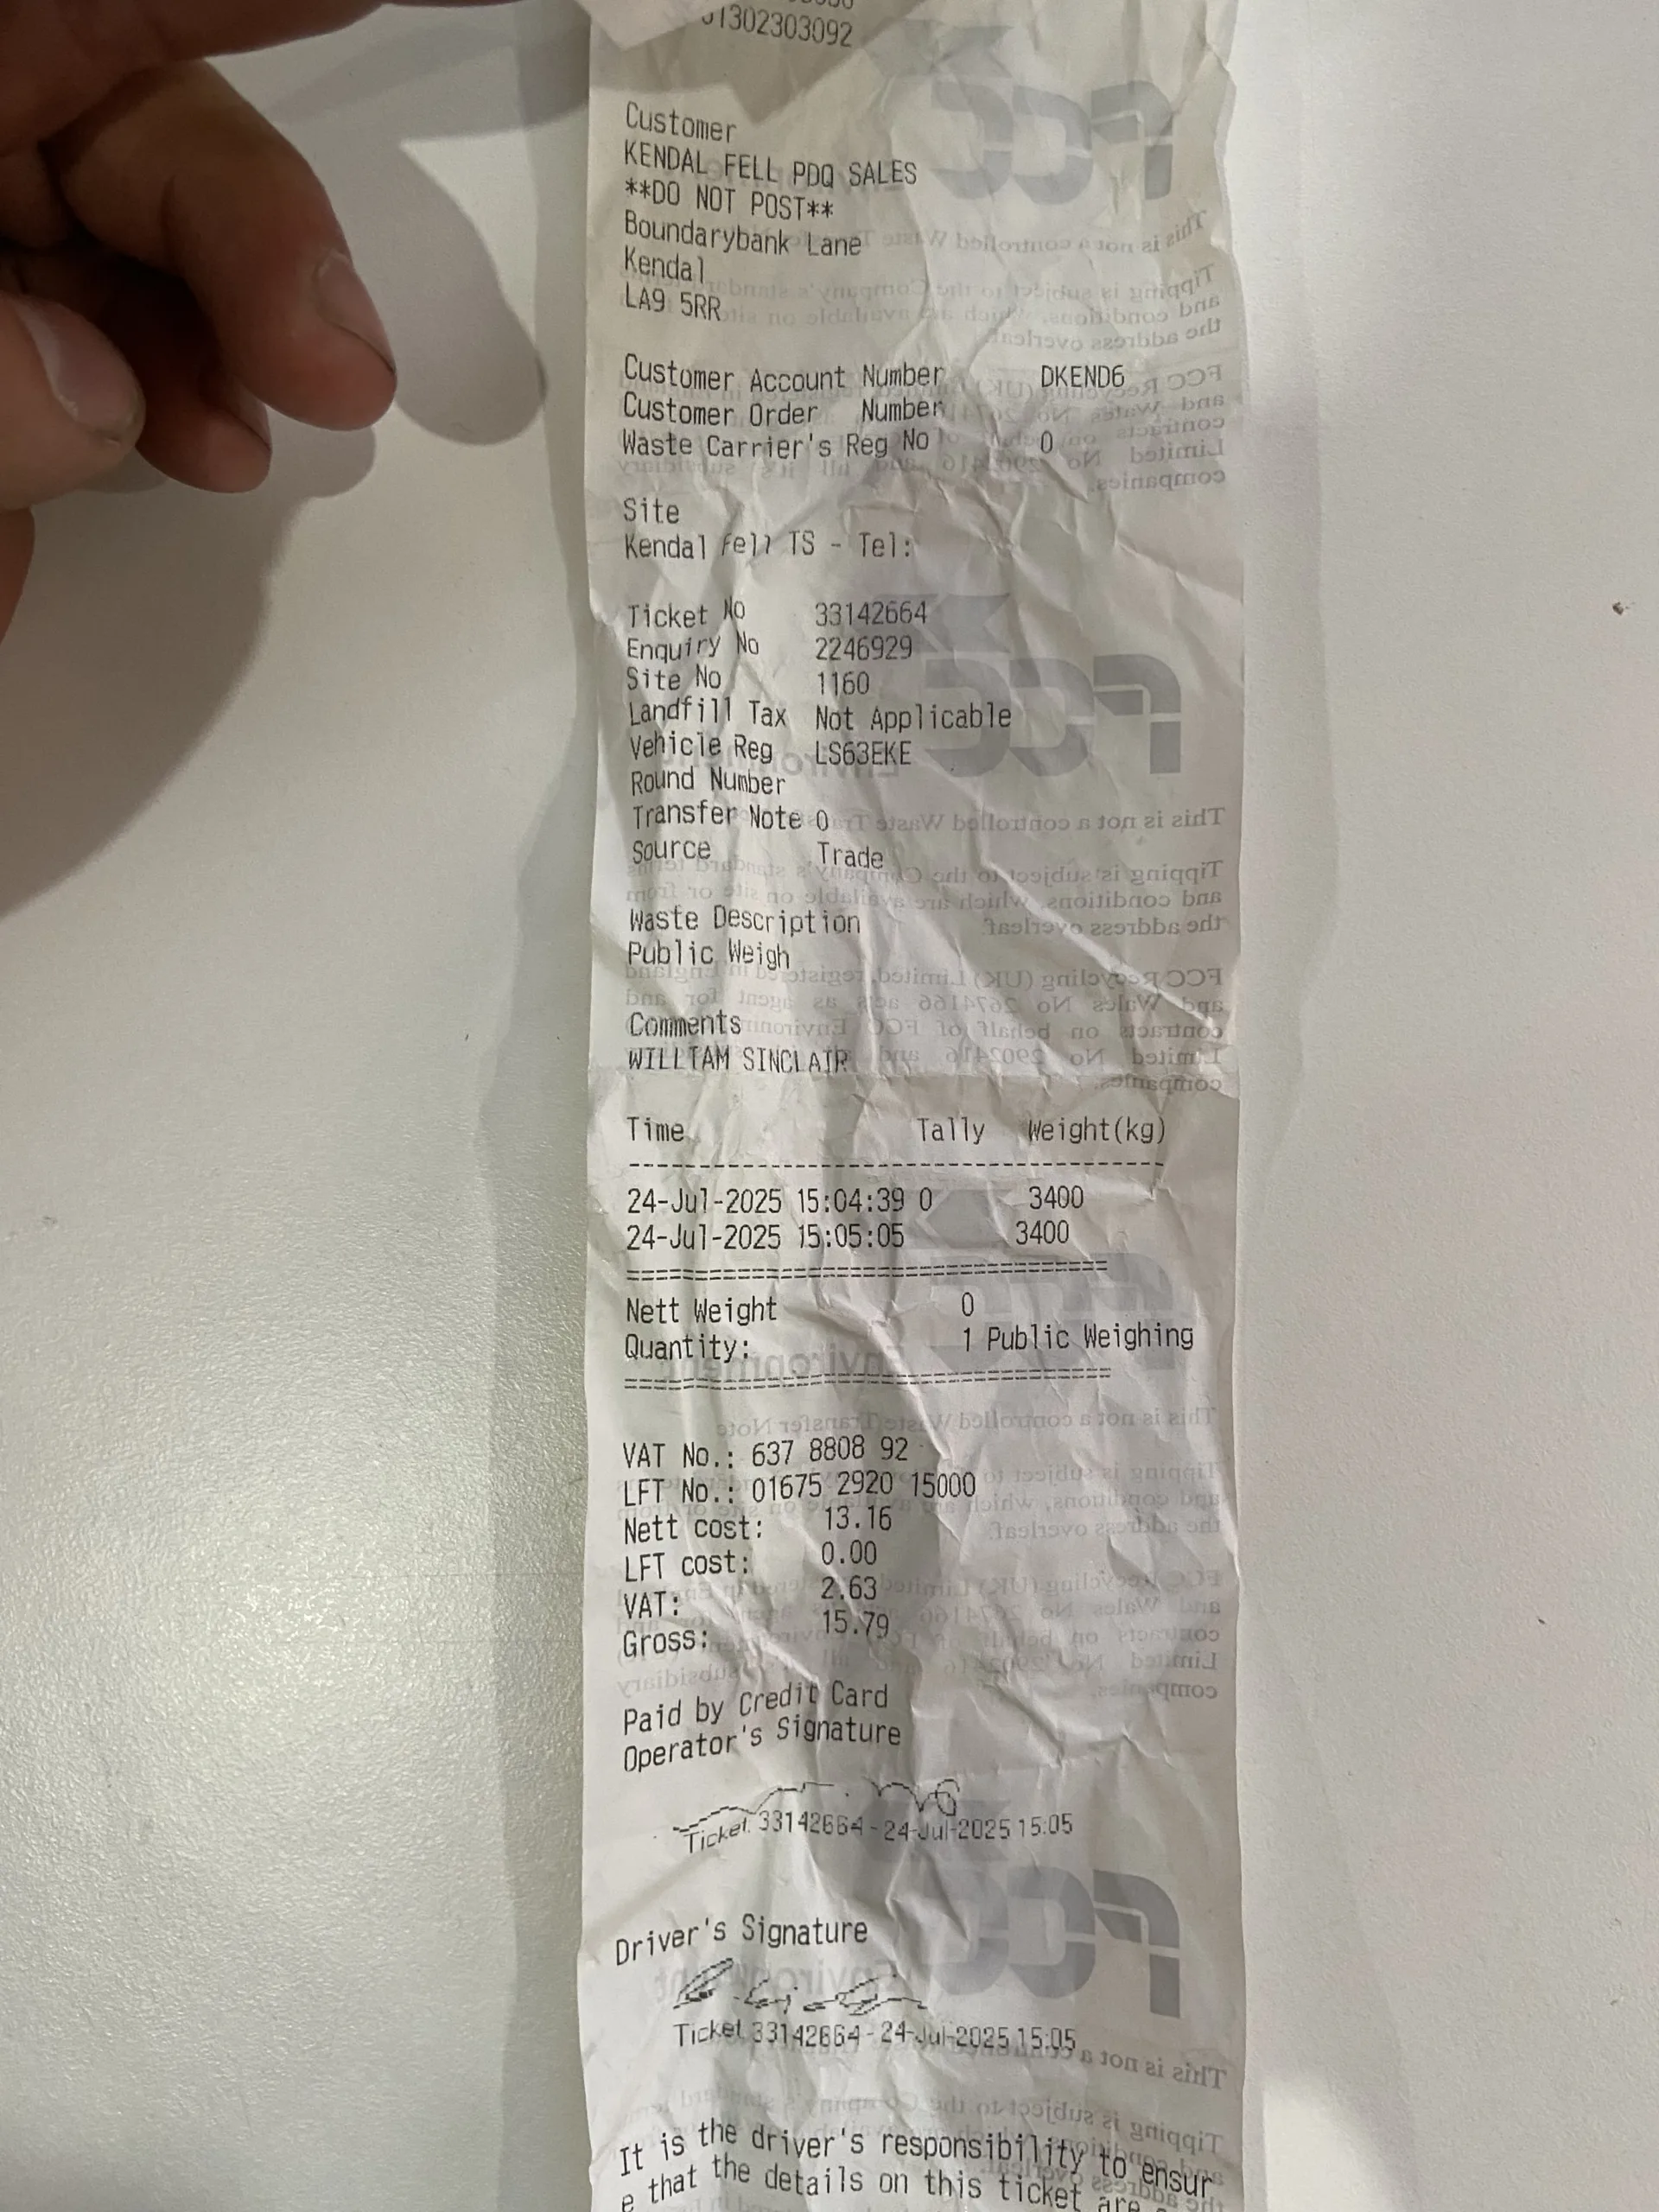 01302303092
Customer
KENDAL FELL PDQ SALES
**DO NOT POST**
Boundarybank Lane
Kendal
LA9 5RR
Customer Account Number DKEND6
Customer Order Number
Waste Carrier's Reg No 0
Site
Kendal Fell TS - Tel:
Ticket No 33142664
Enquiry No 2246929
Site No 1160
Landfill Tax Not Applicable
Vehicle Reg LS63EKE
Round Number
Transfer Note 0
Source Trade
Waste Description
Public Weigh
Comments
WILLIAM SINCLAIR
Time Tally Weight(kg)
24-Jul-2025 15:04:39 0 3400
24-Jul-2025 15:05:05 3400
Nett Weight 0
Quantity: 1 Public Weighing
VAT No.: 637 8808 92
LFT No.: 01675 2920 15000
Nett cost: 13.16
LFT cost: 0.00
VAT: 2.63
Gross: 15.79
Paid by Credit Card
Operator's Signature
Ticket 33142664 - 24-Jul-2025 15:05
Driver's Signature
Ticket 33142664 - 24-Jul-2025 15:05
It is the driver's responsibility to ensur
e that the details on this ticket are